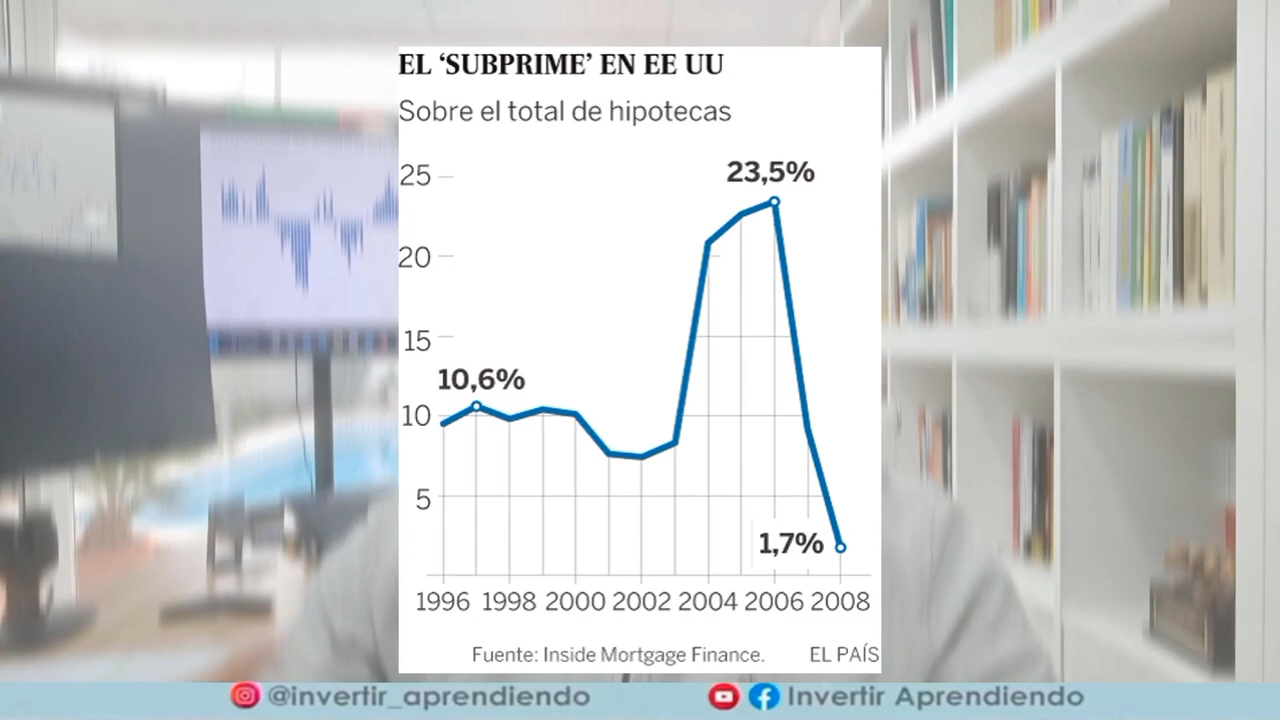 EL ‘SUBPRIME’ EN EE UU
Sobre el total de hipotecas
25
23,5%
20
15
10,6%
10
5
1,7%
1996 1998 2000 2002 2004 2006 2008
Fuente: Inside Mortgage Finance. EL PAÍS
@invertir_aprendiendo Invertir Aprendiendo